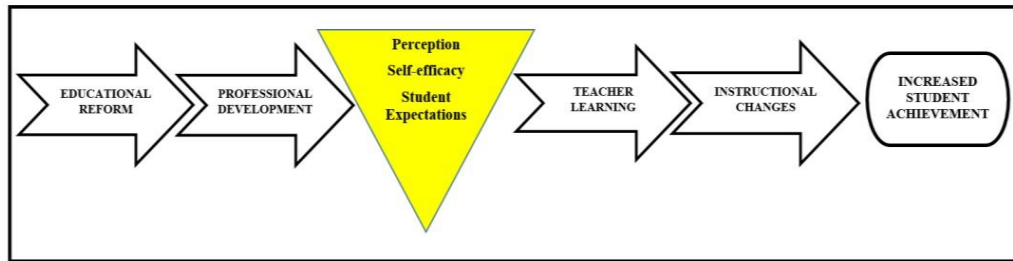 EDUCATIONAL
REFORM
PROFESSIONAL
DEVELOPMENT
Perception
Self-efficacy
Student
Expectations
TEACHER
LEARNING
INSTRUCTIONAL
CHANGES
INCREASED
STUDENT
ACHIEVEMENT